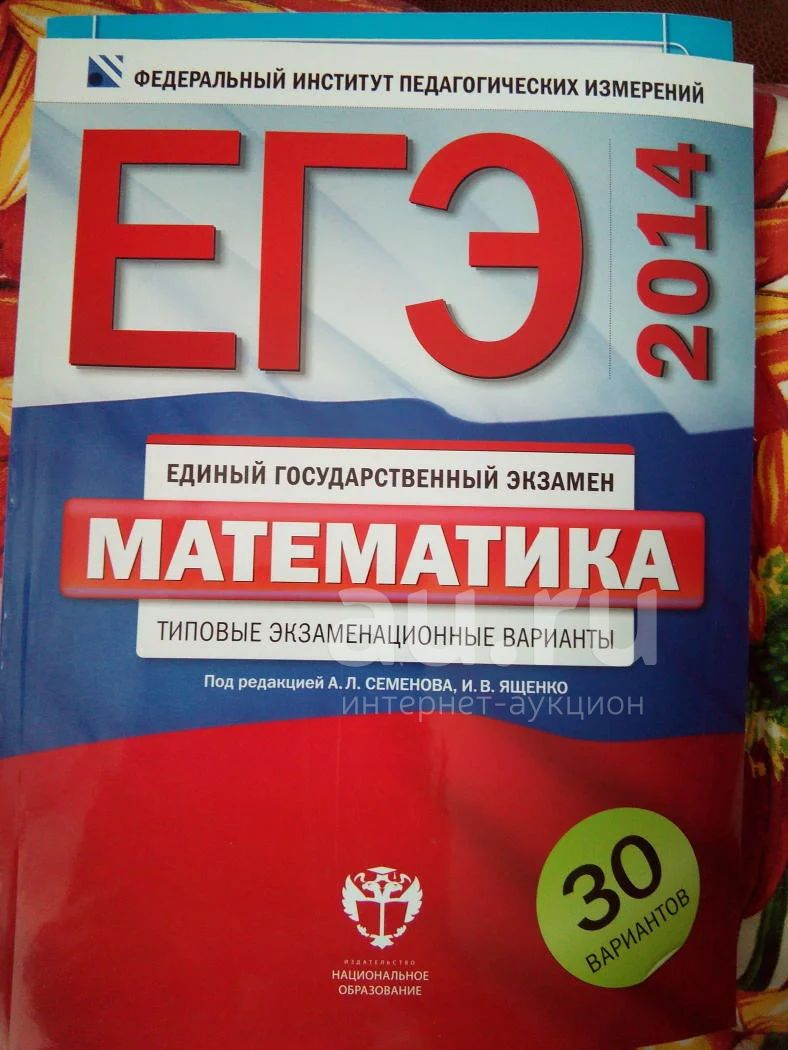 ФЕДЕРАЛЬНЫЙ ИНСТИТУТ ПЕДАГОГИЧЕСКИХ ИЗМЕРЕНИЙ
ЕГЭ
2014
ЕДИНЫЙ ГОСУДАРСТВЕННЫЙ ЭКЗАМЕН
МАТЕМАТИКА
ТИПОВЫЕ ЭКЗАМЕНАЦИОННЫЕ ВАРИАНТЫ
Под редакцией А. Л. СЕМЕНОВА, И. В. ЯЩЕНКО
au.ru
интернет-аукцион
30
ВАРИАНТОВ
ИЗДАТЕЛЬСТВО
НАЦИОНАЛЬНОЕ
ОБРАЗОВАНИЕ